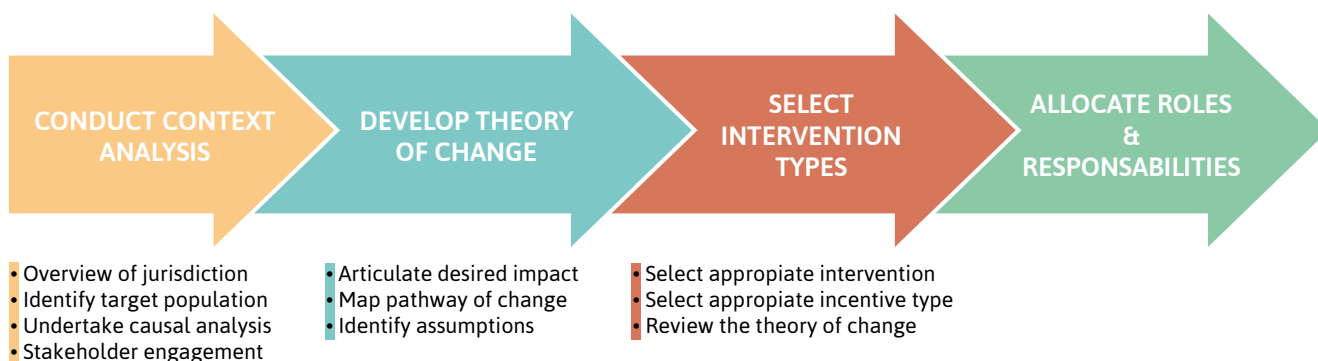 CONDUCT CONTEXT
ANALYSIS
DEVELOP THEORY
OF CHANGE
SELECT
INTERVENTION
TYPES
ALLOCATE ROLES
&
RESPONSABILITIES
• Overview of jurisdiction
• Identify target population
• Undertake causal analysis
• Stakeholder engagement
• Articulate desired impact
• Map pathway of change
• Identify assumptions
• Select appropiate intervention
• Select appropiate incentive type
• Review the theory of change